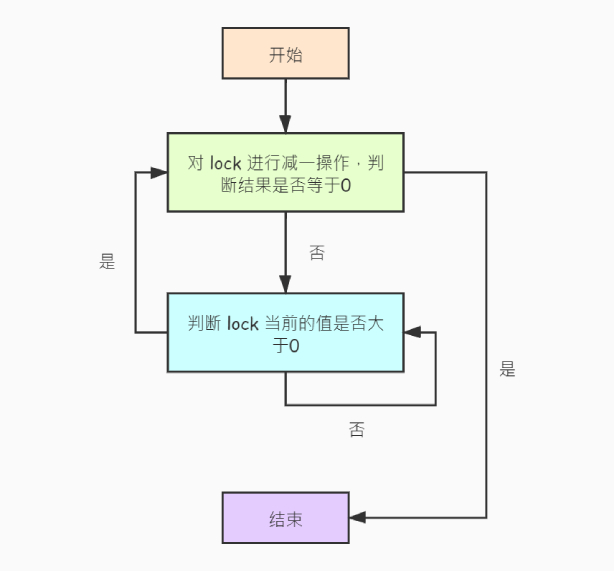 开始
对 lock 进行减一操作，判
断结果是否等于0
否
是
判断 lock 当前的值是否大
于0
是
否
结束